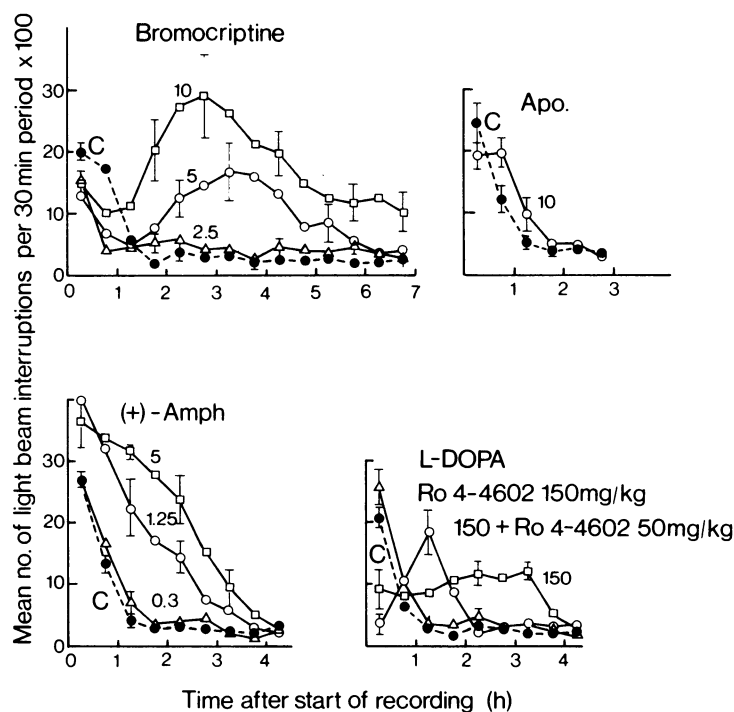 Mean no. of light beam interruptions per 30 min period x 100
Bromocriptine
30
20
10
0
C
10
5
2.5
0 1 2 3 4 5 6 7
Apo.
C
10
1 2 3
(+) - Amph
30
20
10
0
5
1.25
C
0.3
0 1 2 3 4
L-DOPA
Ro 4-4602 150mg/kg
150 + Ro 4-4602 50mg/kg
C
150
1 2 3 4
Time after start of recording (h)